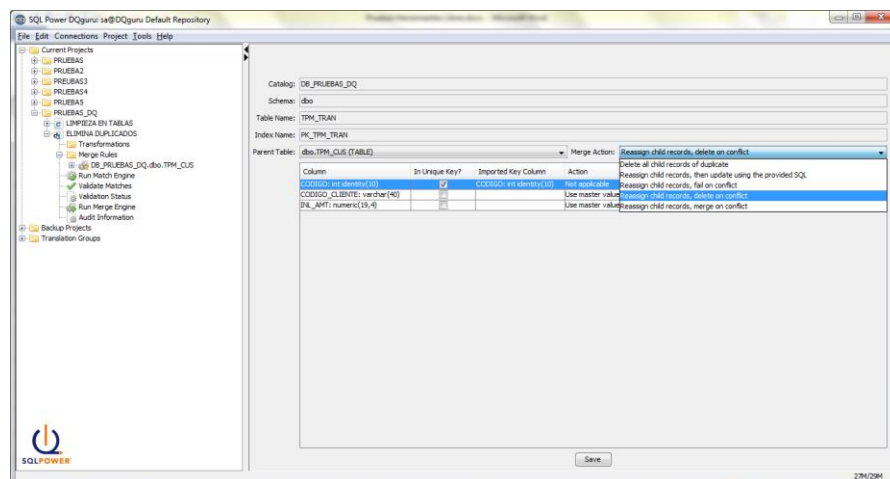 SQL Power DQguru: sa@DQguru Default Repository
File Edit Connections Project Tools Help
Current Projects
PRUEBAS
PRUEBA2
PREUBAS3
PRUEBAS4
PRUEBA5
PRUEBAS_DQ
LIMPIEZA EN TABLAS
ELIMINA DUPLICADOS
Transformations
Merge Rules
DB_PRUEBAS_DQ.dbo.TPM_CUS
Run Match Engine
Validate Matches
Validation Status
Run Merge Engine
Audit Information
Backup Projects
Translation Groups
SQLPOWER
Catalog: DB_PRUEBAS_DQ
Schema: dbo
Table Name: TPM_TRAN
Index Name: PK_TPM_TRAN
Parent Table: dbo.TPM_CUS (TABLE) Merge Action: Reassign child records, delete on conflict
Delete all child records of duplicate
Reassign child records, then update using the provided SQL
Reassign child records, fail on conflict
Reassign child records, delete on conflict
Reassign child records, merge on conflict
Column In Unique Key? Imported Key Column Action
CODIGO: int identity(10) CODIGO: int identity(10) Not applicable
CODIGO_CLIENTE: varchar(40) Use master value
INL_AMT: numeric(19,4) Use master value
Save
27M/29M